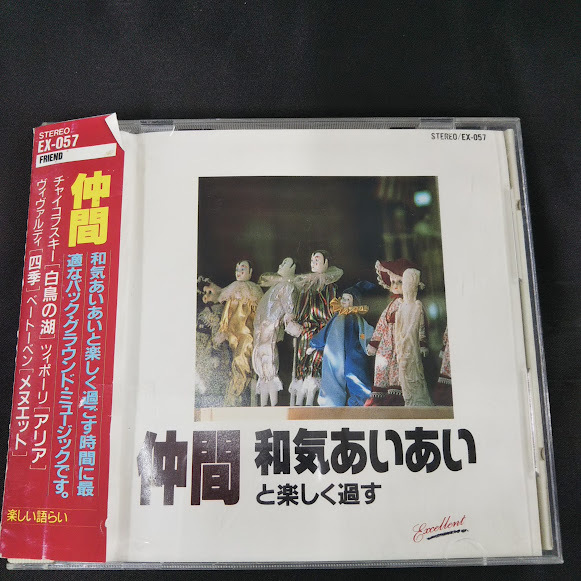 STEREO
EX-057
FRIEND
仲間
和気あいあいと楽しく過ごす時間に最
適なバック・グラウンド・ミュージックです。
チャイコフスキー[白鳥の湖] ツィポーリ[アリア]
ヴィヴァルディ[四季] ベートーベン[メヌエット]
楽しい語らい
STEREO/EX-057
仲間 和気あいあい
と楽しく過す
Excellent